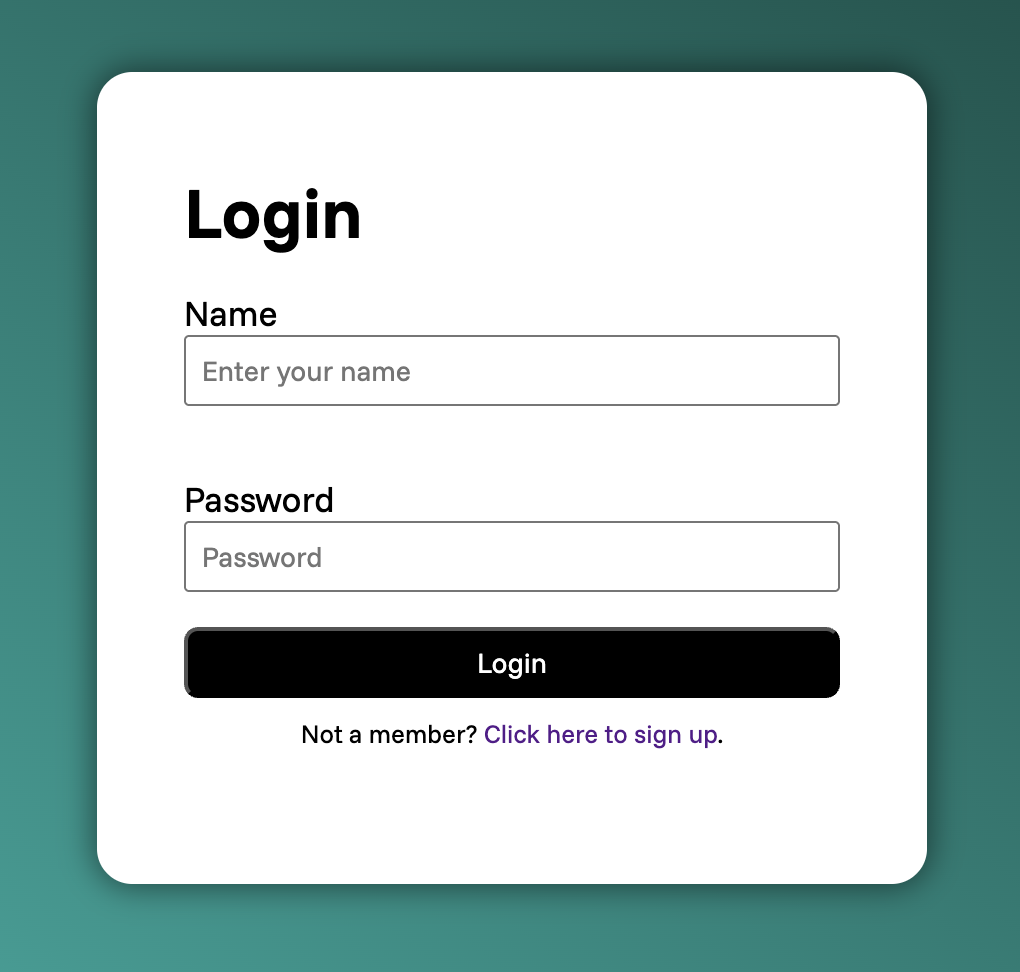 Login
Name
Enter your name
Password
Password
Login
Not a member? Click here to sign up.